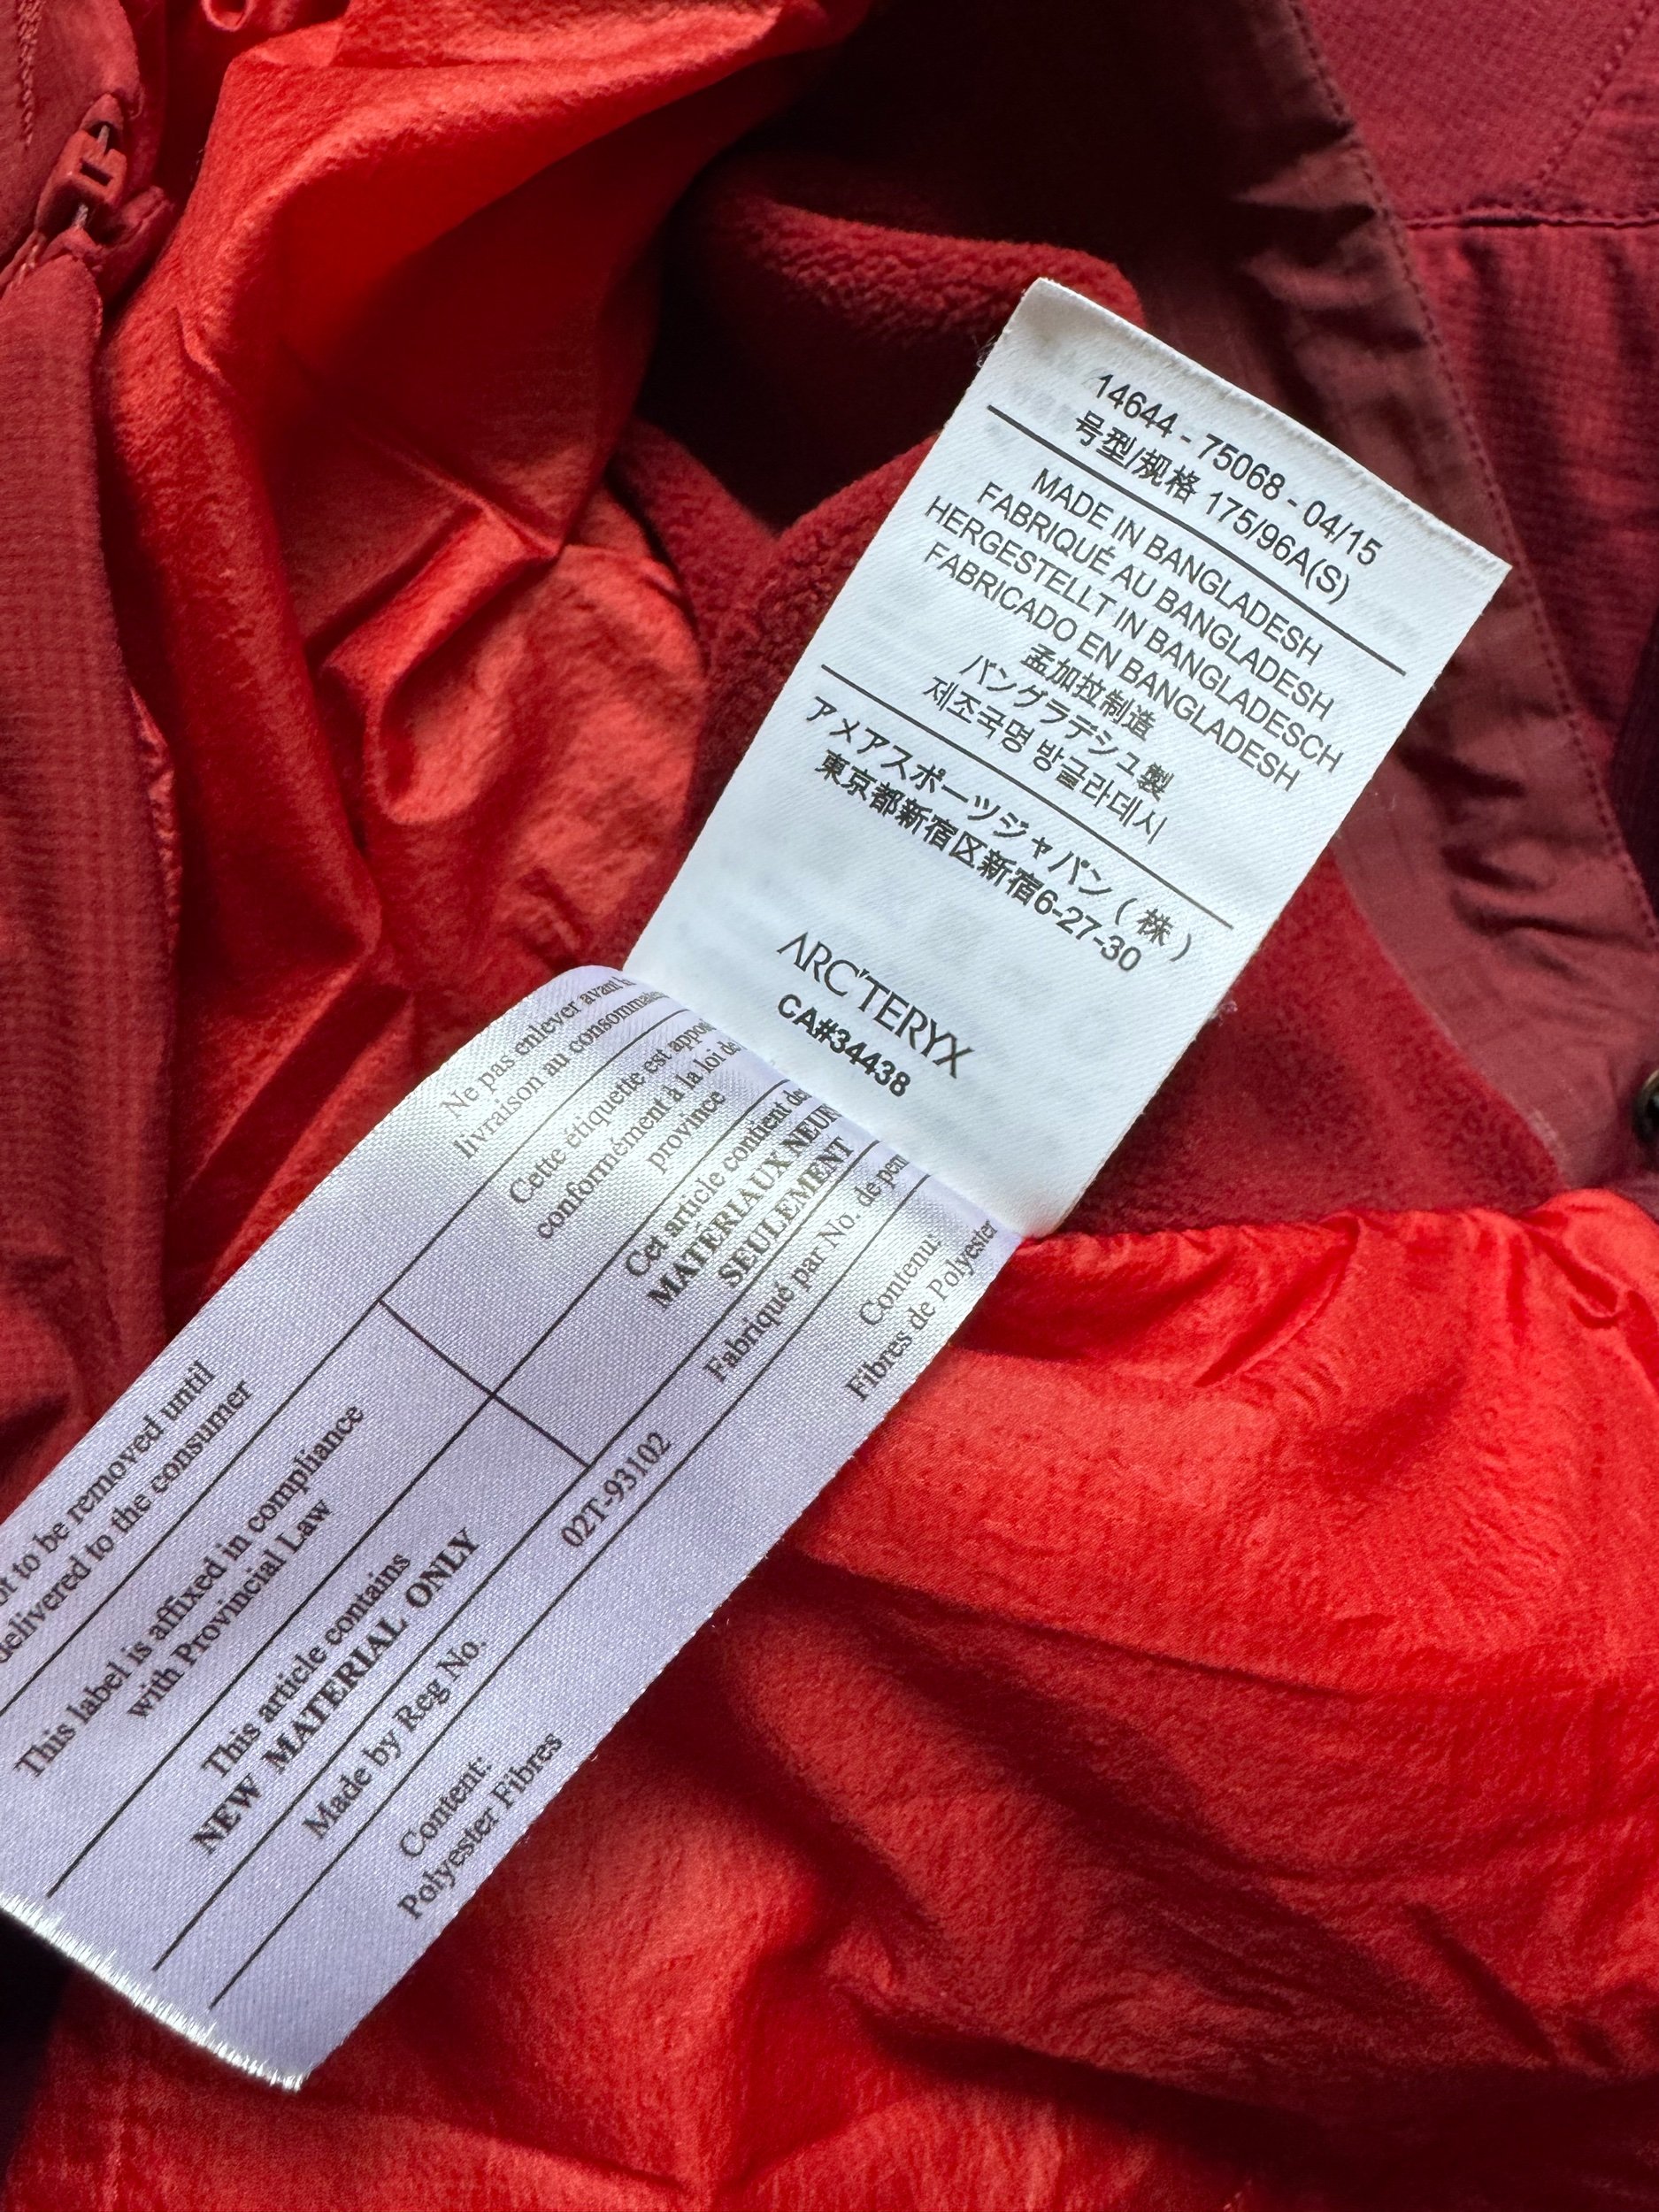 14644 - 75068 - 04/15
号型/规格 175/96A(S)
MADE IN BANGLADESH
FABRIQUÉ AU BANGLADESH
HERGESTELLT IN BANGLADESCH
FABRICADO EN BANGLADESH
孟加拉制造
バングラデシュ製
제조국명 방글라데시
アメアスポーツジャパン(株)
東京都新宿区新宿6-27-30
ARC'TERYX
CA#34438
Ne pas enlever avant
livraison au consommateur
Cette étiquette est
conformément à la loi de
province
Cet article contient
MATÉRIAUX NEUFS
SEULEMENT
Fabriqué par No. de
Contenu:
Fibres de Polyester
to be removed until
delivered to the consumer
This label is affixed in compliance
with Provincial Law
This article contains
NEW MATERIAL ONLY
Made by Reg No.
02T-93102
Content:
Polyester Fibres